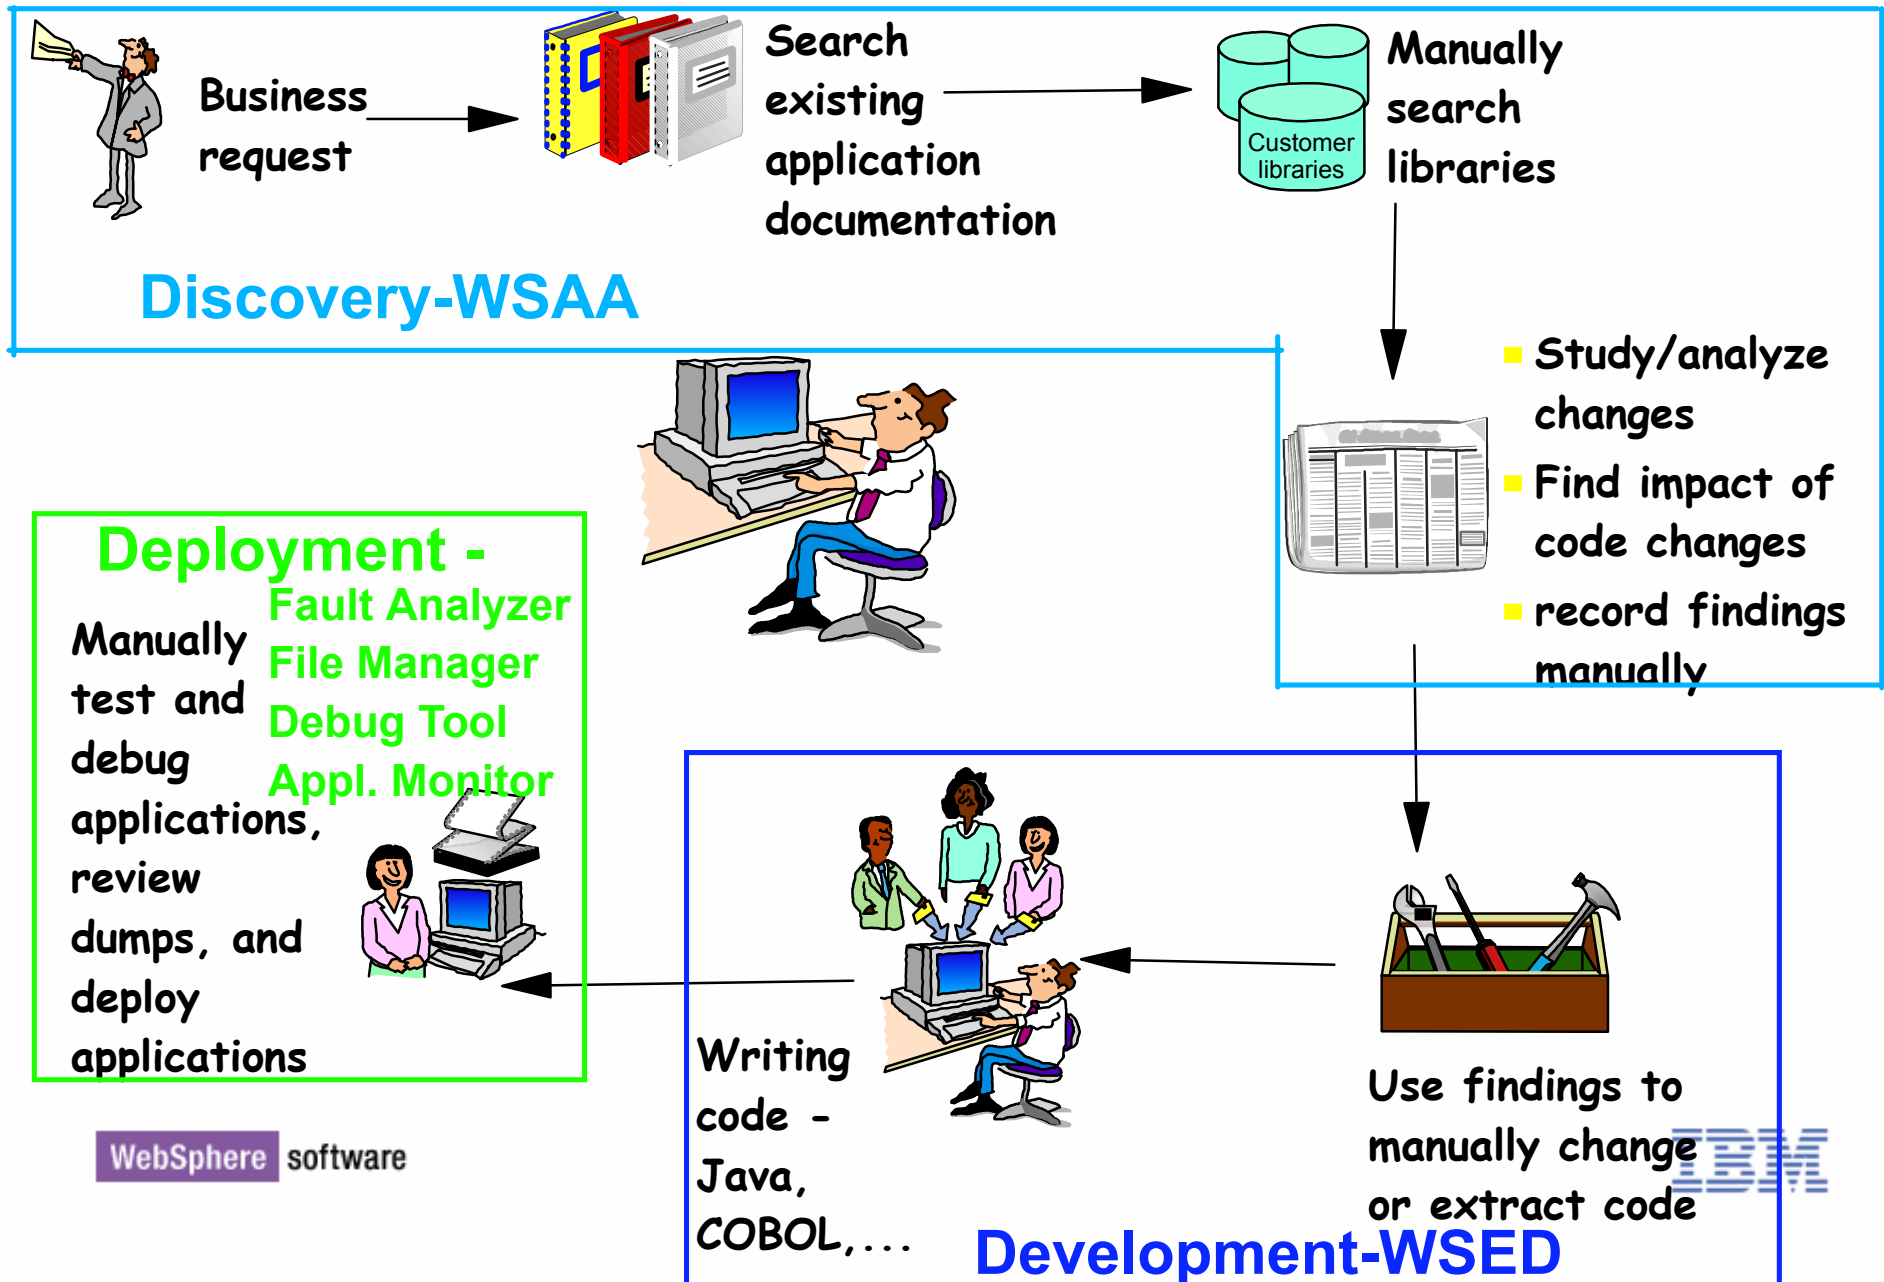 Business
request
Search
existing
application
documentation
Customer
libraries
Manually
search
libraries
Discovery-WSAA
Study/analyze
changes
Find impact of
code changes
record findings
manually
Deployment -
Fault Analyzer
File Manager
Debug Tool
Appl. Monitor
Manually
test and
debug
applications,
review
dumps, and
deploy
applications
Writing
code -
Java,
COBOL,...
Use findings to
manually change
or extract code
Development-WSED
WebSphere software
IBM